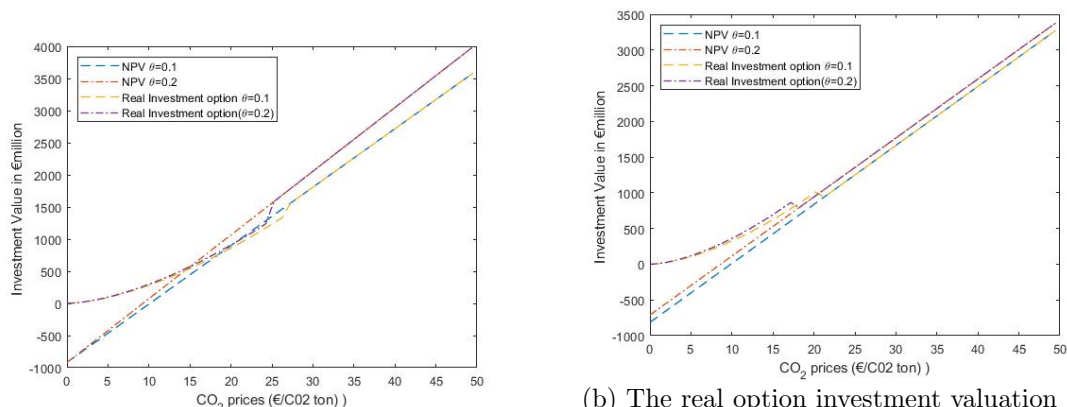 4000
3500
3000
2500
2000
1500
1000
500
0
-500
-1000
0 5 10 15 20 25 30 35 40 45 50
Investment Value in €million
CO2 prices (€/C02 ton) )
NPV θ=0.1
NPV θ=0.2
Real Investment option θ=0.1
Real Investment option(θ=0.2)
3500
3000
2500
2000
1500
1000
500
0
-500
-1000
0 5 10 15 20 25 30 35 40 45 50
Investment Value in €million
CO2 prices (€/C02 ton) )
NPV θ=0.1
NPV θ=0.2
Real Investment option θ=0.1
Real Investment option(θ=0.2)
(b) The real option investment valuation